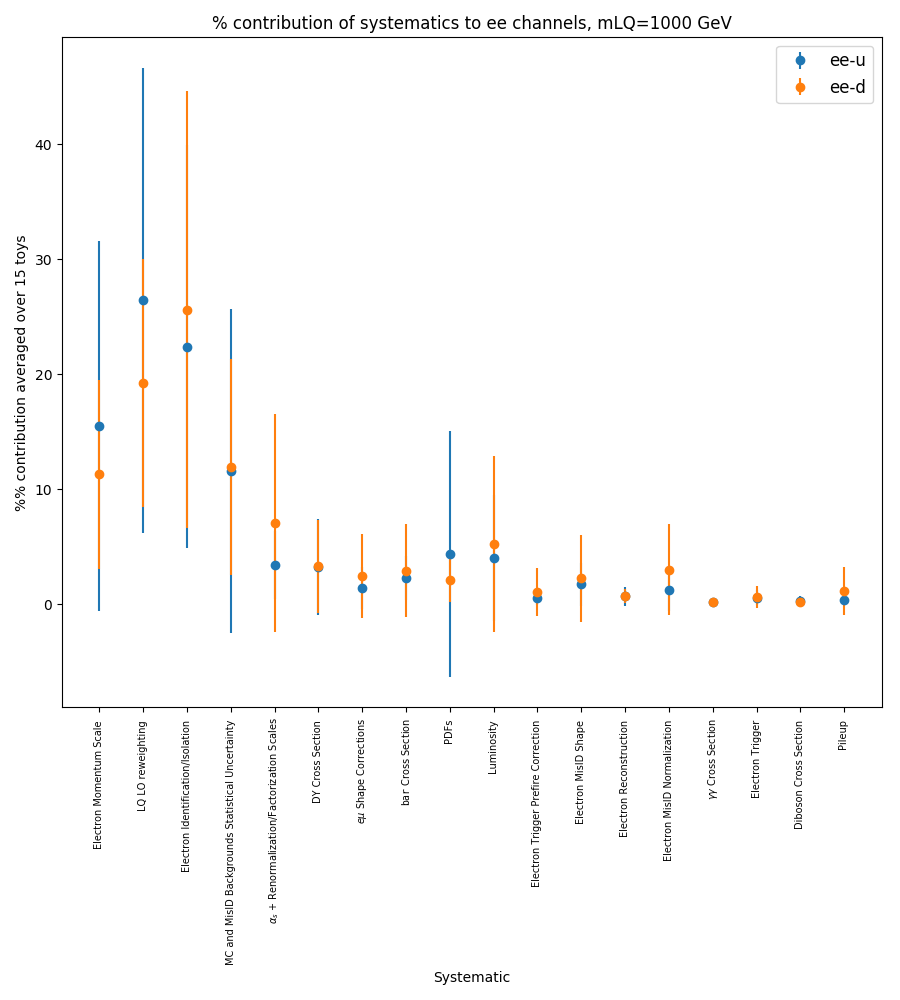 % contribution of systematics to ee channels, mLQ=1000 GeV
ee-u
ee-d
%% contribution averaged over 15 toys
40
30
20
10
0
Electron Momentum Scale
LQ LO reweighting
Electron Identification/Isolation
MC and MisID Backgrounds Statistical Uncertainty
αs + Renormalization/Factorization Scales
DY Cross Section
eμ Shape Corrections
bar Cross Section
PDFs
Luminosity
Electron Trigger Prefire Correction
Electron MisID Shape
Electron Reconstruction
Electron MisID Normalization
γγ Cross Section
Electron Trigger
Diboson Cross Section
Pileup
Systematic